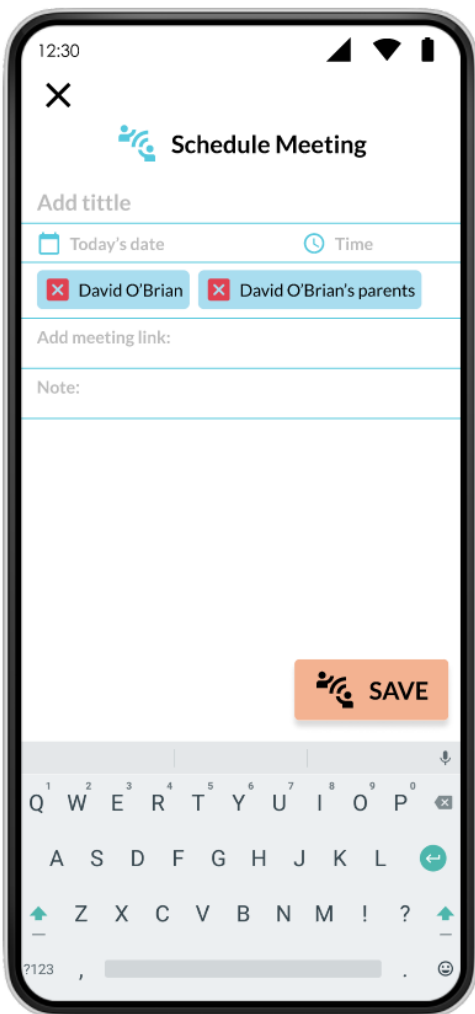 12:30
Schedule Meeting
Add tittle
Today's date Time
David O'Brian David O'Brian's parents
Add meeting link:
Note:
SAVE
1 2 3 4 5 6 7 8 9 0
Q W E R T Y U I O P
A S D F G H J K L
Z X C V B N M ! ?
?123 , .